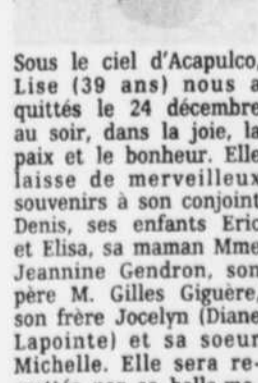 Sous le ciel d'Acapulco,
Lise (39 ans) nous a
quittés le 24 décembre
au soir, dans la joie, la
paix et le bonheur. Elle
laisse de merveilleux
souvenirs à son conjoint
Denis, ses enfants Eric
et Elisa, sa maman Mme
Jeannine Gendron, son
père M. Gilles Giguère,
son frère Jocelyn (Diane
Lapointe) et sa soeur
Michelle. Elle sera re-